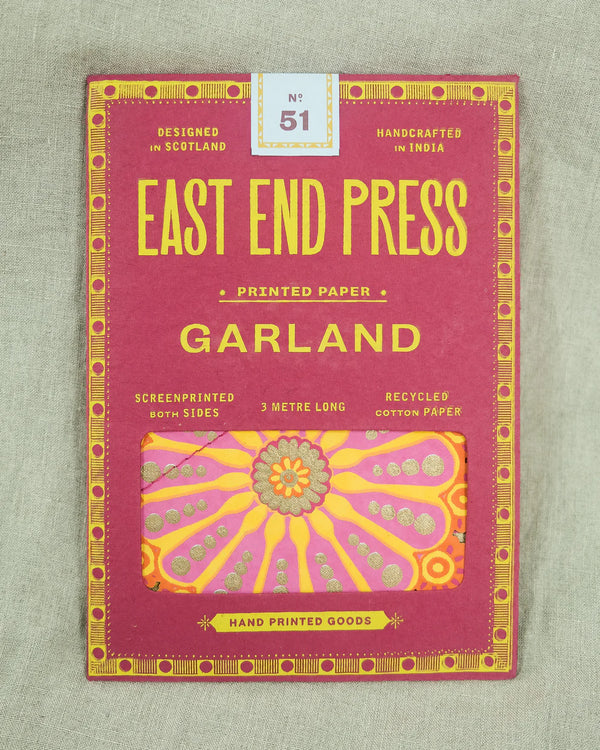 Nº
51
DESIGNED
IN SCOTLAND
HANDCRAFTED
IN INDIA
EAST END PRESS
• PRINTED PAPER •
GARLAND
SCREENPRINTED
BOTH SIDES
3 METRE LONG
RECYCLED
COTTON PAPER
HAND PRINTED GOODS